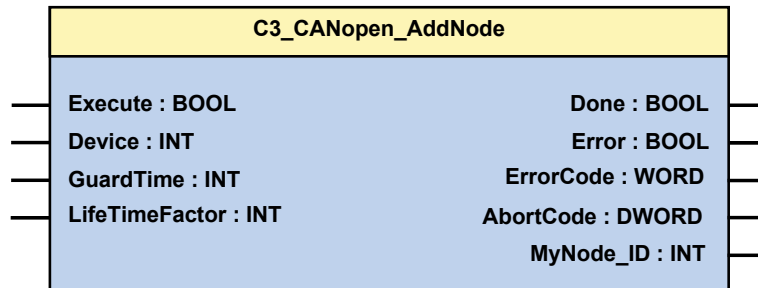 C3_CANopen_AddNode
Execute : BOOL Done : BOOL
Device : INT Error : BOOL
GuardTime : INT ErrorCode : WORD
LifeTimeFactor : INT AbortCode : DWORD
MyNode_ID : INT